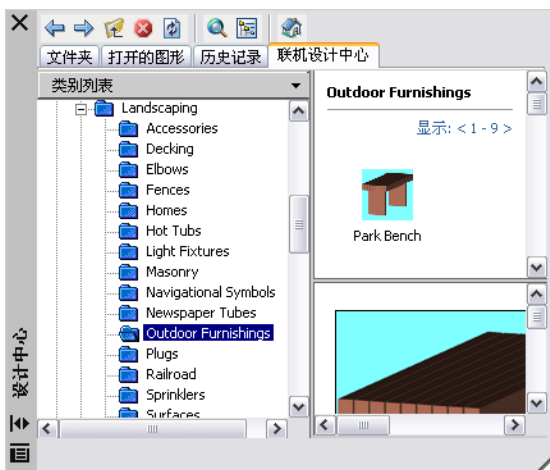 文件夹 打开的图形 历史记录 联机设计中心
类别列表
Landscaping
Accessories
Decking
Elbows
Fences
Homes
Hot Tubs
Light Fixtures
Masonry
Navigational Symbols
Newspaper Tubes
Outdoor Furnishings
Plugs
Railroad
Sprinklers
Surfaces
Outdoor Furnishings
显示: < 1 - 9 >
Park Bench
设计中心